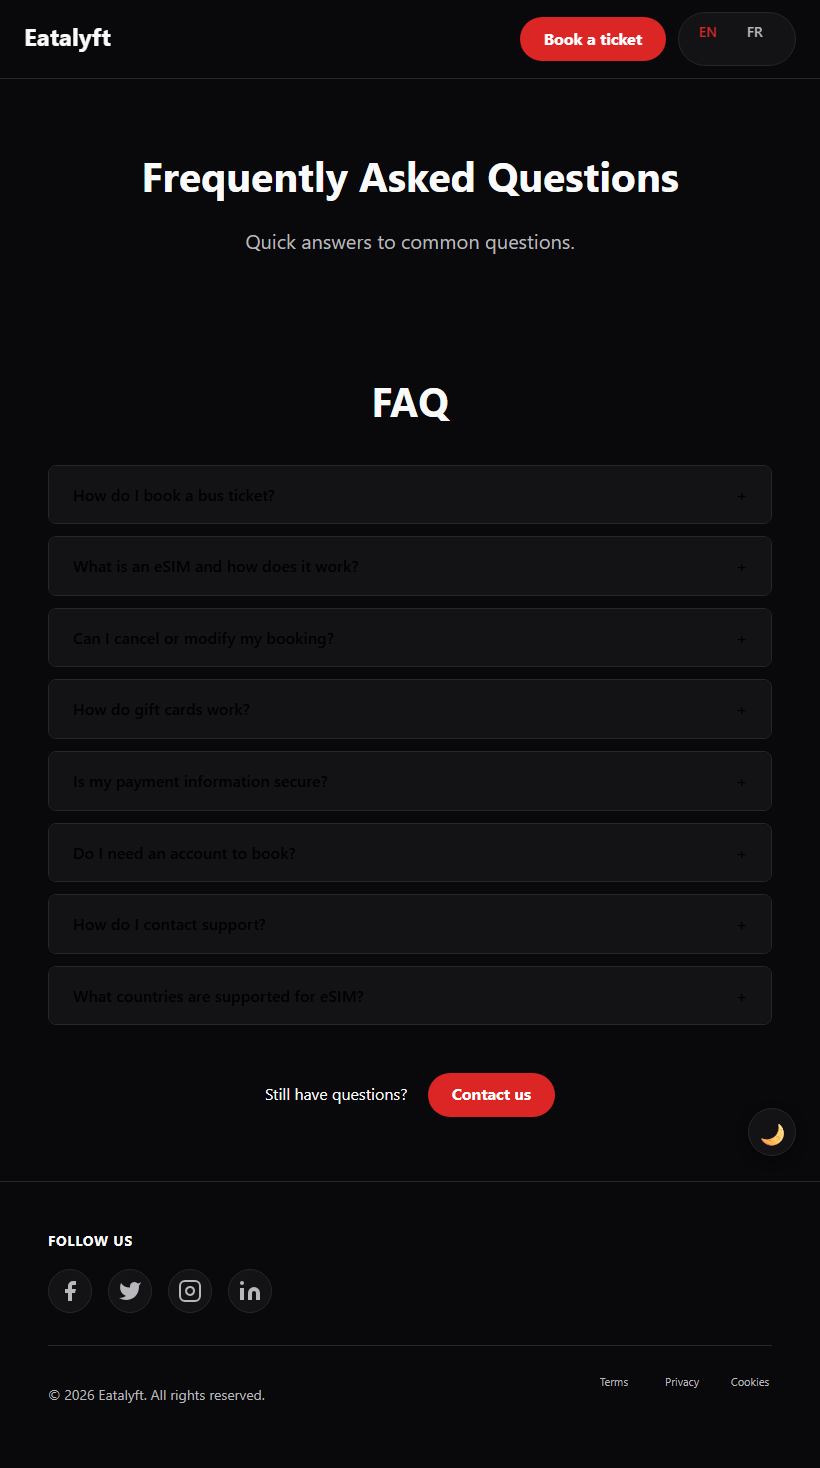 Eatalyft
Book a ticket
EN FR
Frequently Asked Questions
Quick answers to common questions.
FAQ
How do I book a bus ticket? +
What is an eSIM and how does it work? +
Can I cancel or modify my booking? +
How do gift cards work? +
Is my payment information secure? +
Do I need an account to book? +
How do I contact support? +
What countries are supported for eSIM? +
Still have questions? Contact us
FOLLOW US
© 2026 Eatalyft. All rights reserved.
Terms Privacy Cookies